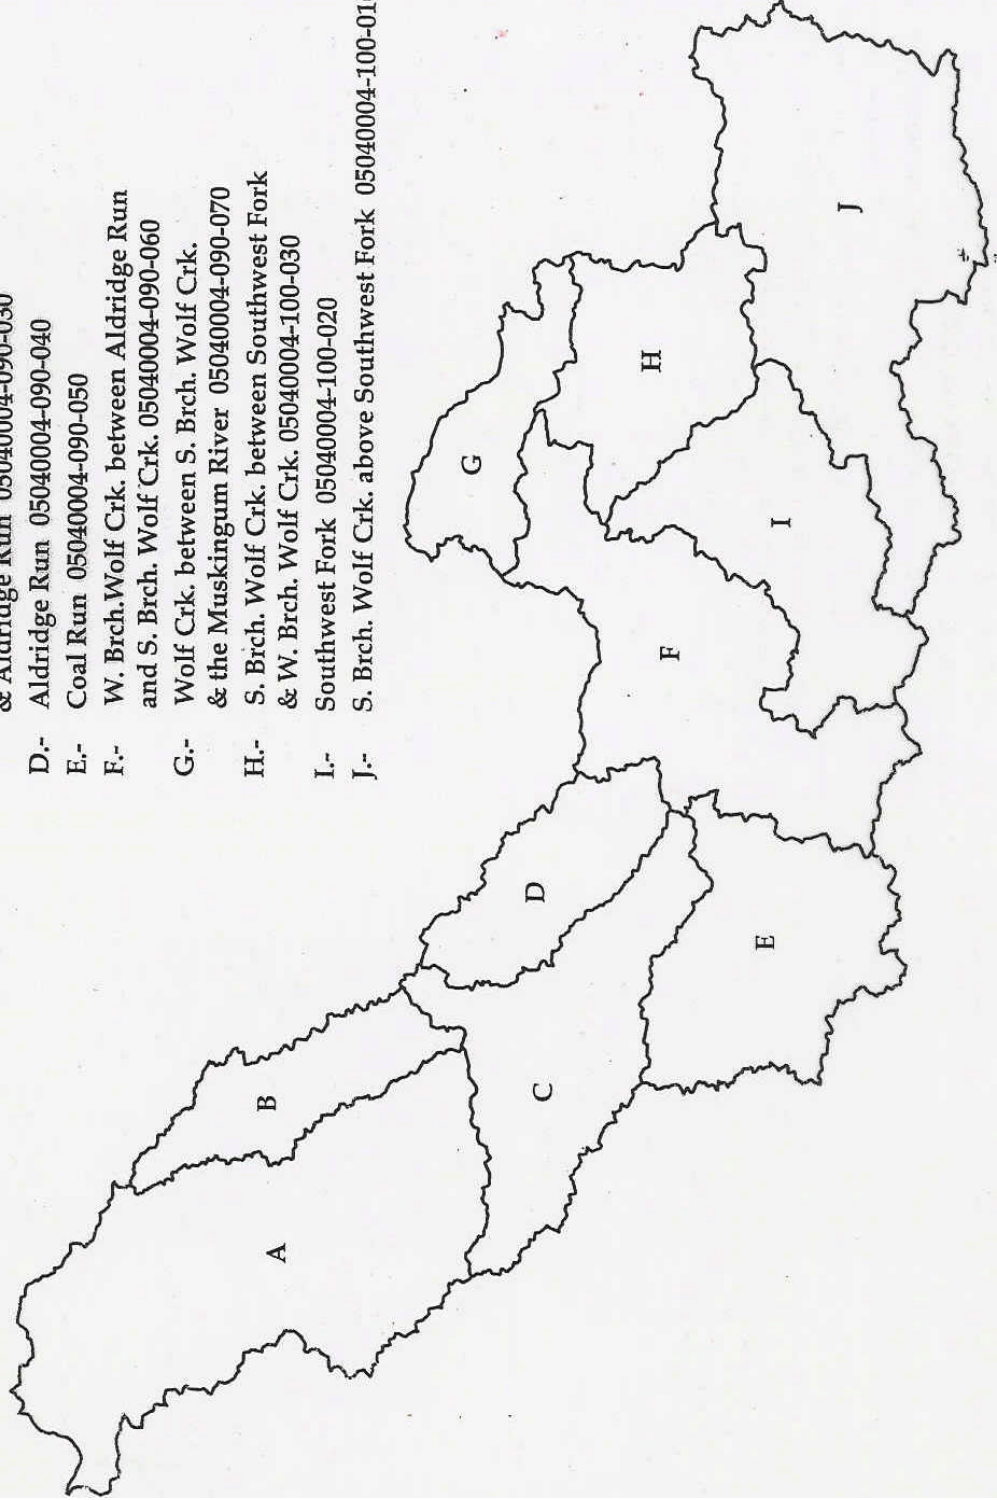 & Aldridge Run 05040004-090-030
D.- Aldridge Run 05040004-090-040
E.- Coal Run 05040004-090-050
F.- W. Brch.Wolf Crk. between Aldridge Run
and S. Brch. Wolf Crk. 05040004-090-060
G.- Wolf Crk. between S. Brch. Wolf Crk.
& the Muskingum River 05040004-090-070
H.- S. Brch. Wolf Crk. between Southwest Fork
& W. Brch. Wolf Crk. 05040004-100-030
I.- Southwest Fork 05040004-100-020
J.- S. Brch. Wolf Crk. above Southwest Fork 05040004-100-010
A
B
C
D
E
F
G
H
I
J